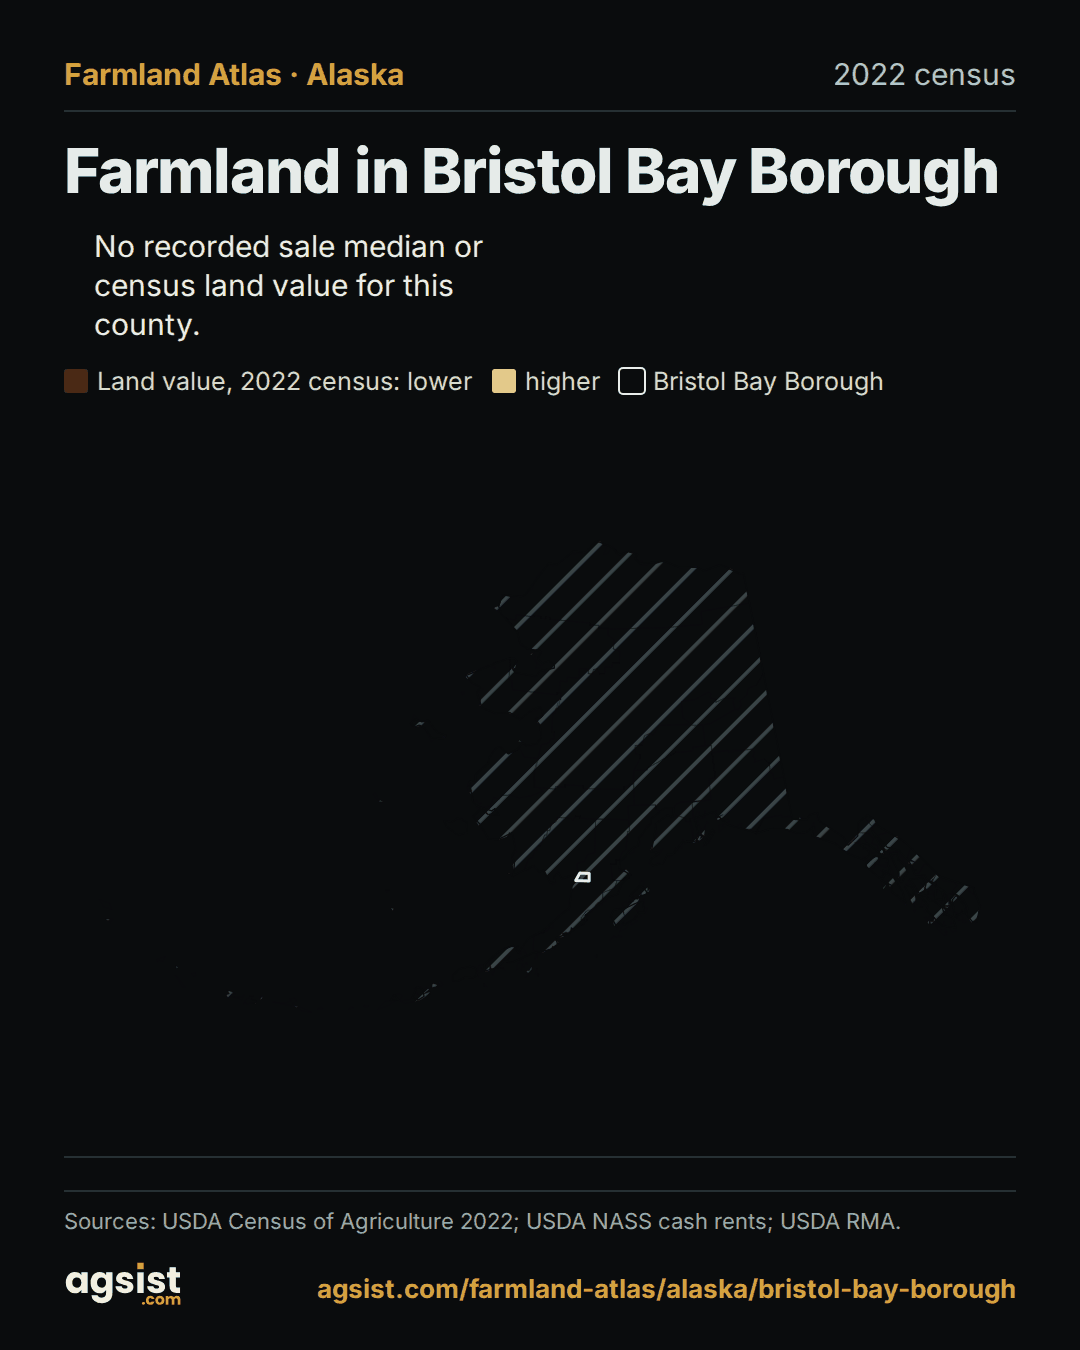 Farmland Atlas · Alaska
2022 census
Farmland in Bristol Bay Borough
No recorded sale median or
census land value for this
county.
Land value, 2022 census: lower higher Bristol Bay Borough
Sources: USDA Census of Agriculture 2022; USDA NASS cash rents; USDA RMA.
agsist
.com
agsist.com/farmland-atlas/alaska/bristol-bay-borough